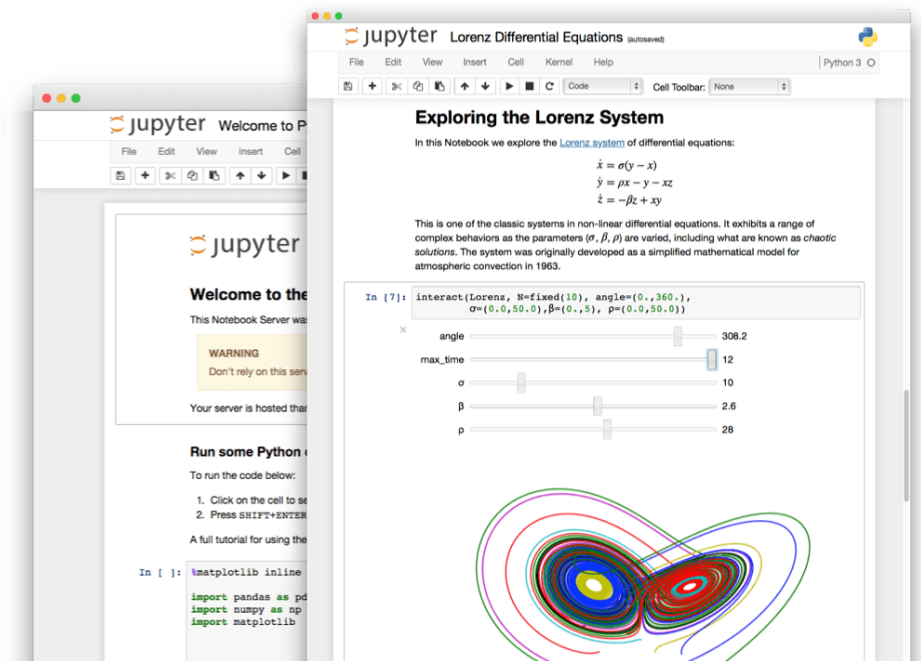 jupyter Lorenz Differential Equations (autosaved)
File Edit View Insert Cell Kernel Help Python 3
Code Cell Toolbar: None
Exploring the Lorenz System
In this Notebook we explore the Lorenz system of differential equations:
ẋ = σ(y − x)
ẏ = ρx − y − xz
ż = −βz + xy
This is one of the classic systems in non-linear differential equations. It exhibits a range of
complex behaviors as the parameters (σ, β, ρ) are varied, including what are known as chaotic
solutions. The system was originally developed as a simplified mathematical model for
atmospheric convection in 1963.
In [7]: interact(Lorenz, N=fixed(10), angle=(0.,360.),
σ=(0.0,50.0),β=(0.,5), ρ=(0.0,50.0))
angle 308.2
max_time 12
σ 10
β 2.6
ρ 28
jupyter Welcome to P
File Edit View Insert Cell
jupyter
Welcome to the
This Notebook Server was
WARNING
Don't rely on this serv
Your server is hosted than
Run some Python
To run the code below:
1. Click on the cell to se
2. Press SHIFT+ENTER
A full tutorial for using the
In [ ]: %matplotlib inline
import pandas as pd
import numpy as np
import matplotlib